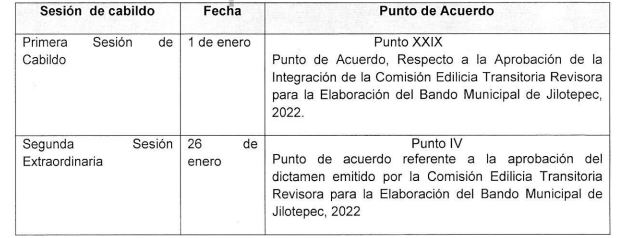 Sesión de cabildo Fecha Punto de Acuerdo
Primera Sesión de 1 de enero Punto XXIX
Cabildo Punto de Acuerdo, Respecto a la Aprobación de la
Integración de la Comisión Edilicia Transitoria Revisora
para la Elaboración del Bando Municipal de Jilotepec,
2022.
Segunda Sesión 26 de Punto IV
Extraordinaria enero Punto de acuerdo referente a la aprobación del
dictamen emitido por la Comisión Edilicia Transitoria
Revisora para la Elaboración del Bando Municipal de
Jilotepec, 2022